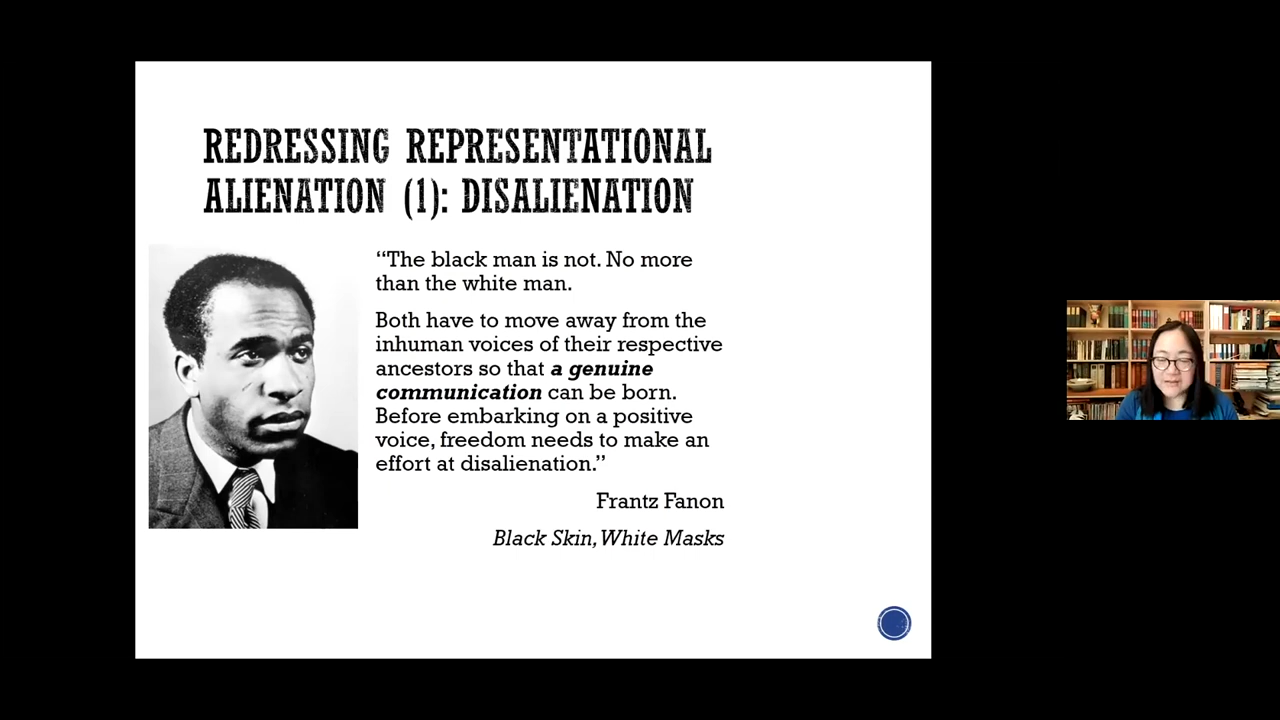 REDRESSING REPRESENTATIONAL
ALIENATION (1): DISALIENATION
“The black man is not. No more
than the white man.
Both have to move away from the
inhuman voices of their respective
ancestors so that a genuine
communication can be born.
Before embarking on a positive
voice, freedom needs to make an
effort at disalienation.”
Frantz Fanon
Black Skin, White Masks